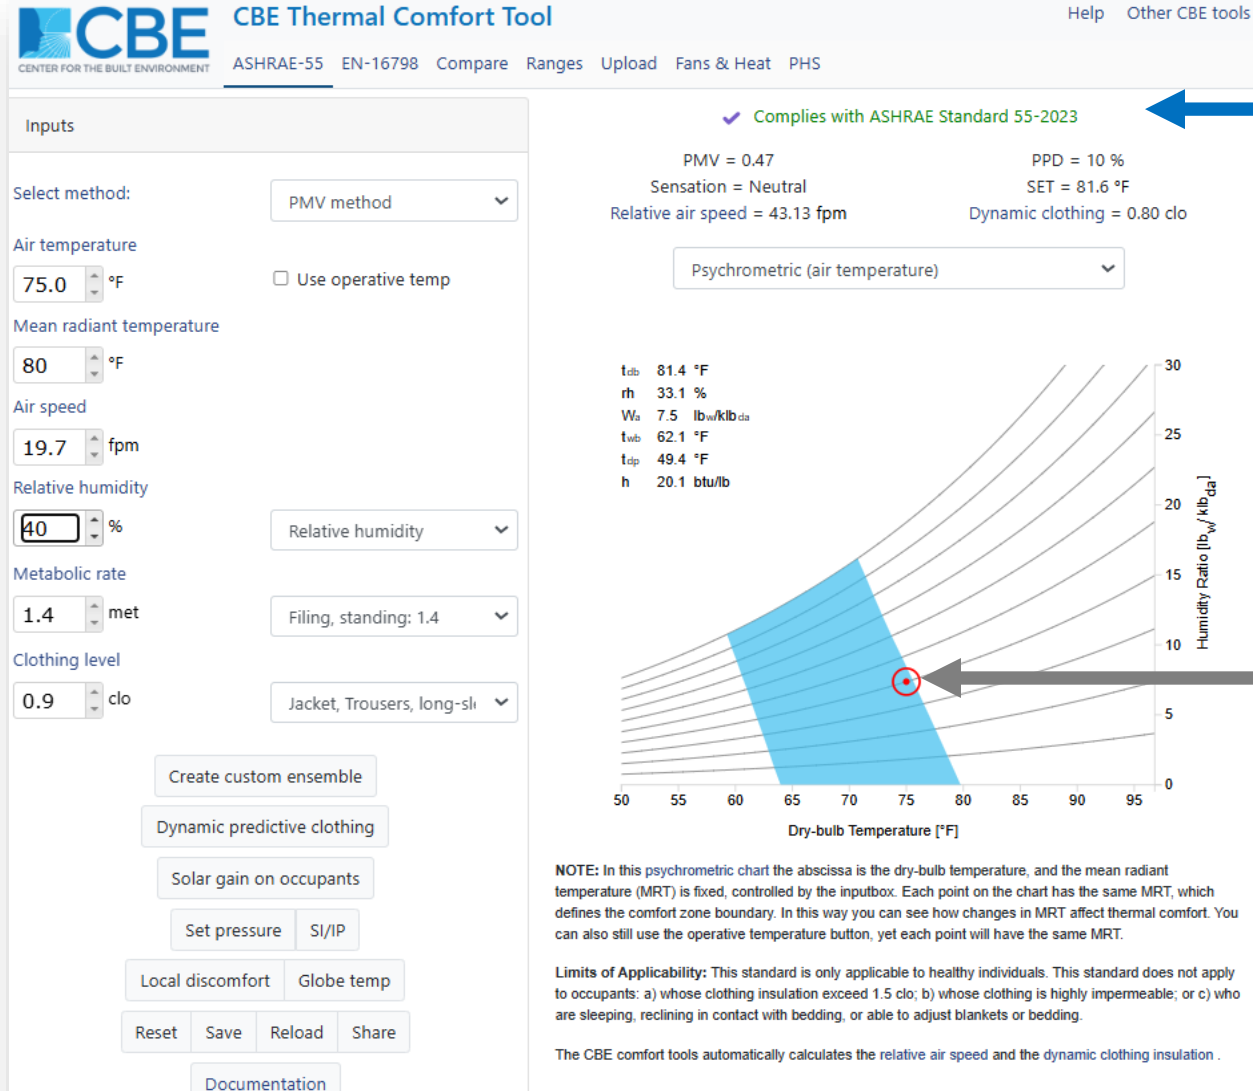 CBE
CENTER FOR THE BUILT ENVIRONMENT
CBE Thermal Comfort Tool
Help Other CBE tools
ASHRAE-55 EN-16798 Compare Ranges Upload Fans & Heat PHS
Inputs
Select method:
PMV method
Air temperature
75.0 °F
Use operative temp
Mean radiant temperature
80 °F
Air speed
19.7 fpm
Relative humidity
40 %
Relative humidity
Metabolic rate
1.4 met
Filing, standing: 1.4
Clothing level
0.9 clo
Jacket, Trousers, long-sl
Create custom ensemble
Dynamic predictive clothing
Solar gain on occupants
Set pressure SI/IP
Local discomfort Globe temp
Reset Save Reload Share
Documentation
Complies with ASHRAE Standard 55-2023
PMV = 0.47 PPD = 10 %
Sensation = Neutral SET = 81.6 °F
Relative air speed = 43.13 fpm Dynamic clothing = 0.80 clo
Psychrometric (air temperature)
tdb 81.4 °F
rh 33.1 %
Wa 7.5 lbw/klbda
twb 62.1 °F
tdp 49.4 °F
h 20.1 btu/lb
30
25
20
15
10
5
0
Humidity Ratio [lbw/klbda]
50 55 60 65 70 75 80 85 90 95
Dry-bulb Temperature [°F]
NOTE: In this psychrometric chart the abscissa is the dry-bulb temperature, and the mean radiant
temperature (MRT) is fixed, controlled by the inputbox. Each point on the chart has the same MRT, which
defines the comfort zone boundary. In this way you can see how changes in MRT affect thermal comfort. You
can also still use the operative temperature button, yet each point will have the same MRT.
Limits of Applicability: This standard is only applicable to healthy individuals. This standard does not apply
to occupants: a) whose clothing insulation exceed 1.5 clo; b) whose clothing is highly impermeable; or c) who
are sleeping, reclining in contact with bedding, or able to adjust blankets or bedding.
The CBE comfort tools automatically calculates the relative air speed and the dynamic clothing insulation .